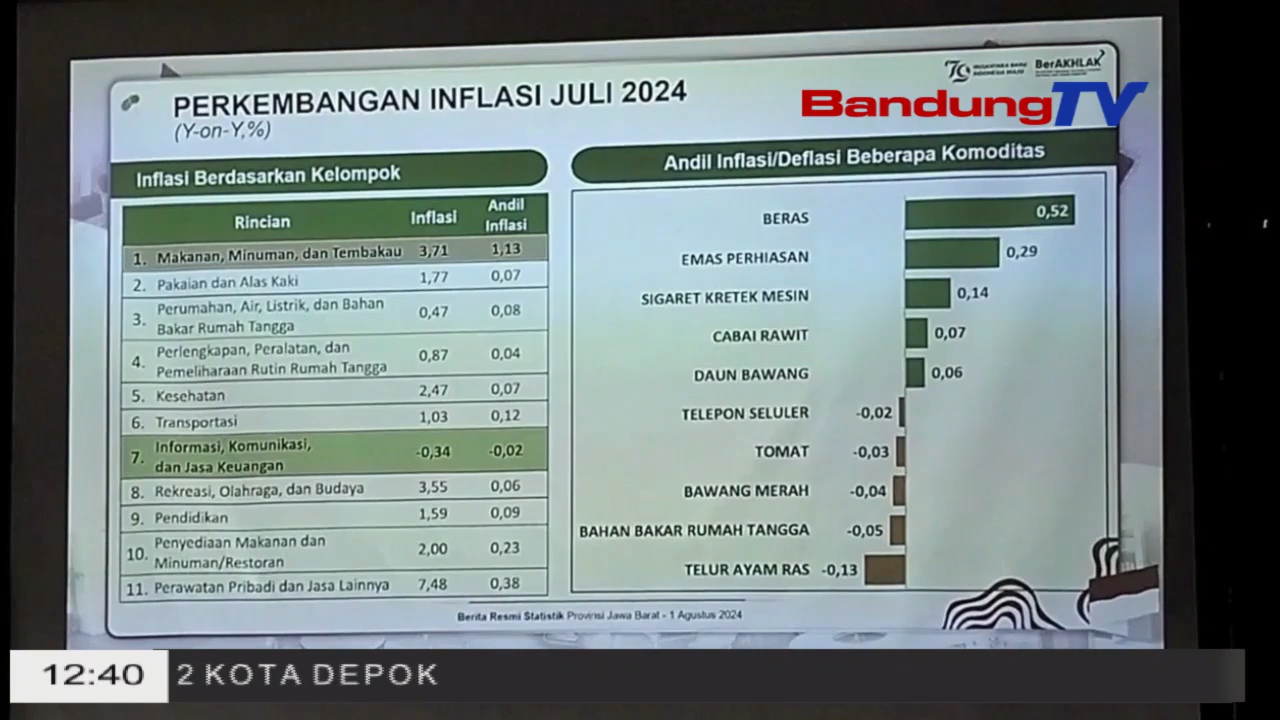 79 NUSANTARA BARU INDONESIA MAJU BerAKHLAK
BandungTV
PERKEMBANGAN INFLASI JULI 2024
(Y-on-Y,%)
Inflasi Berdasarkan Kelompok
Rincian Inflasi Andil Inflasi
1. Makanan, Minuman, dan Tembakau 3,71 1,13
2. Pakaian dan Alas Kaki 1,77 0,07
3. Perumahan, Air, Listrik, dan Bahan
Bakar Rumah Tangga 0,47 0,08
4. Perlengkapan, Peralatan, dan
Pemeliharaan Rutin Rumah Tangga 0,87 0,04
5. Kesehatan 2,47 0,07
6. Transportasi 1,03 0,12
7. Informasi, Komunikasi,
dan Jasa Keuangan -0,34 -0,02
8. Rekreasi, Olahraga, dan Budaya 3,55 0,06
9. Pendidikan 1,59 0,09
10. Penyediaan Makanan dan
Minuman/Restoran 2,00 0,23
11. Perawatan Pribadi dan Jasa Lainnya 7,48 0,38
Andil Inflasi/Deflasi Beberapa Komoditas
BERAS 0,52
EMAS PERHIASAN 0,29
SIGARET KRETEK MESIN 0,14
CABAI RAWIT 0,07
DAUN BAWANG 0,06
TELEPON SELULER -0,02
TOMAT -0,03
BAWANG MERAH -0,04
BAHAN BAKAR RUMAH TANGGA -0,05
TELUR AYAM RAS -0,13
Berita Resmi Statistik Provinsi Jawa Barat - 1 Agustus 2024
12:40 2 KOTA DEPOK